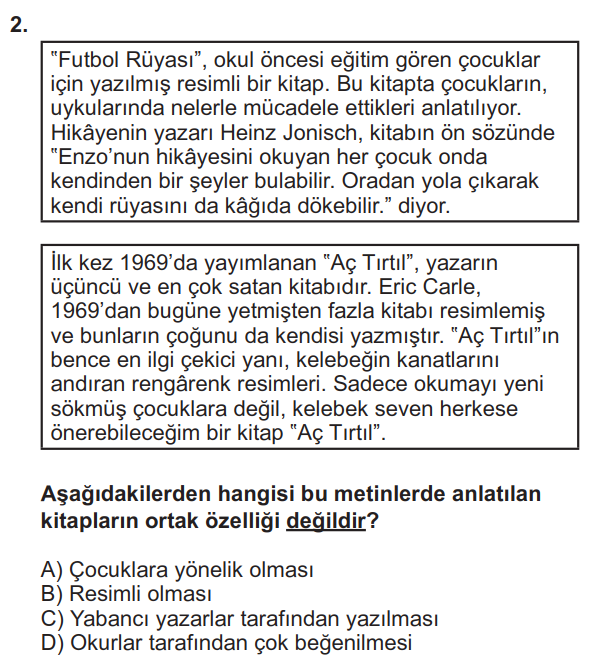 2.
"Futbol Rüyası", okul öncesi eğitim gören çocuklar
için yazılmış resimli bir kitap. Bu kitapta çocukların,
uykularında nelerle mücadele ettikleri anlatılıyor.
Hikâyenin yazarı Heinz Jonisch, kitabın ön sözünde
"Enzo’nun hikâyesini okuyan her çocuk onda
kendinden bir şeyler bulabilir. Oradan yola çıkarak
kendi rüyasını da kâğıda dökebilir.” diyor.
İlk kez 1969’da yayımlanan "Aç Tırtıl”, yazarın
üçüncü ve en çok satan kitabıdır. Eric Carle,
1969’dan bugüne yetmişten fazla kitabı resimlemiş
ve bunların çoğunu da kendisi yazmıştır. "Aç Tırtıl”ın
bence en ilgi çekici yanı, kelebeğin kanatlarını
andıran rengârenk resimleri. Sadece okumayı yeni
sökmüş çocuklara değil, kelebek seven herkese
önerebileceğim bir kitap "Aç Tırtıl”.
Aşağıdakilerden hangisi bu metinlerde anlatılan
kitapların ortak özelliği değildir?
A) Çocuklara yönelik olması
B) Resimli olması
C) Yabancı yazarlar tarafından yazılması
D) Okurlar tarafından çok beğenilmesi